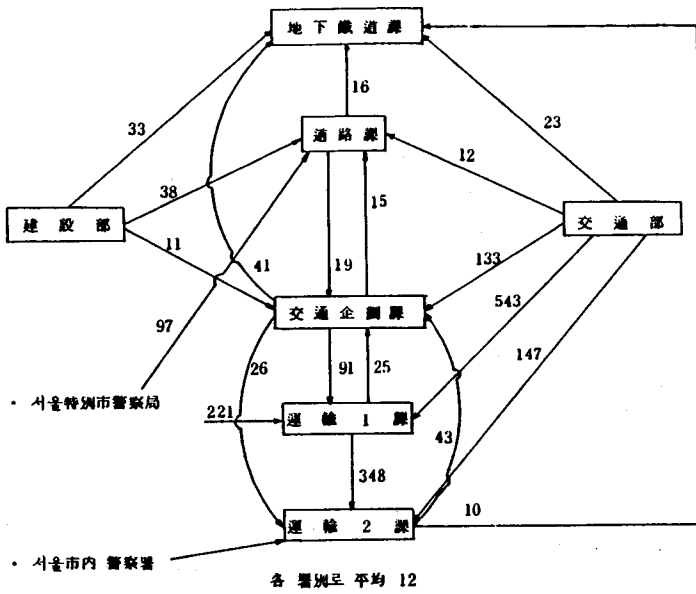 地下鐵道課
16
33
23
道路課
12
38
15
建設部
交通部
11
41
19
133
交通企劃課
543
97
26
91
25
147
• 서울特別市警察局
221
運輸1課
43
348
運輸2課
10
• 서울市内 警察署
各 署別로 平均 12